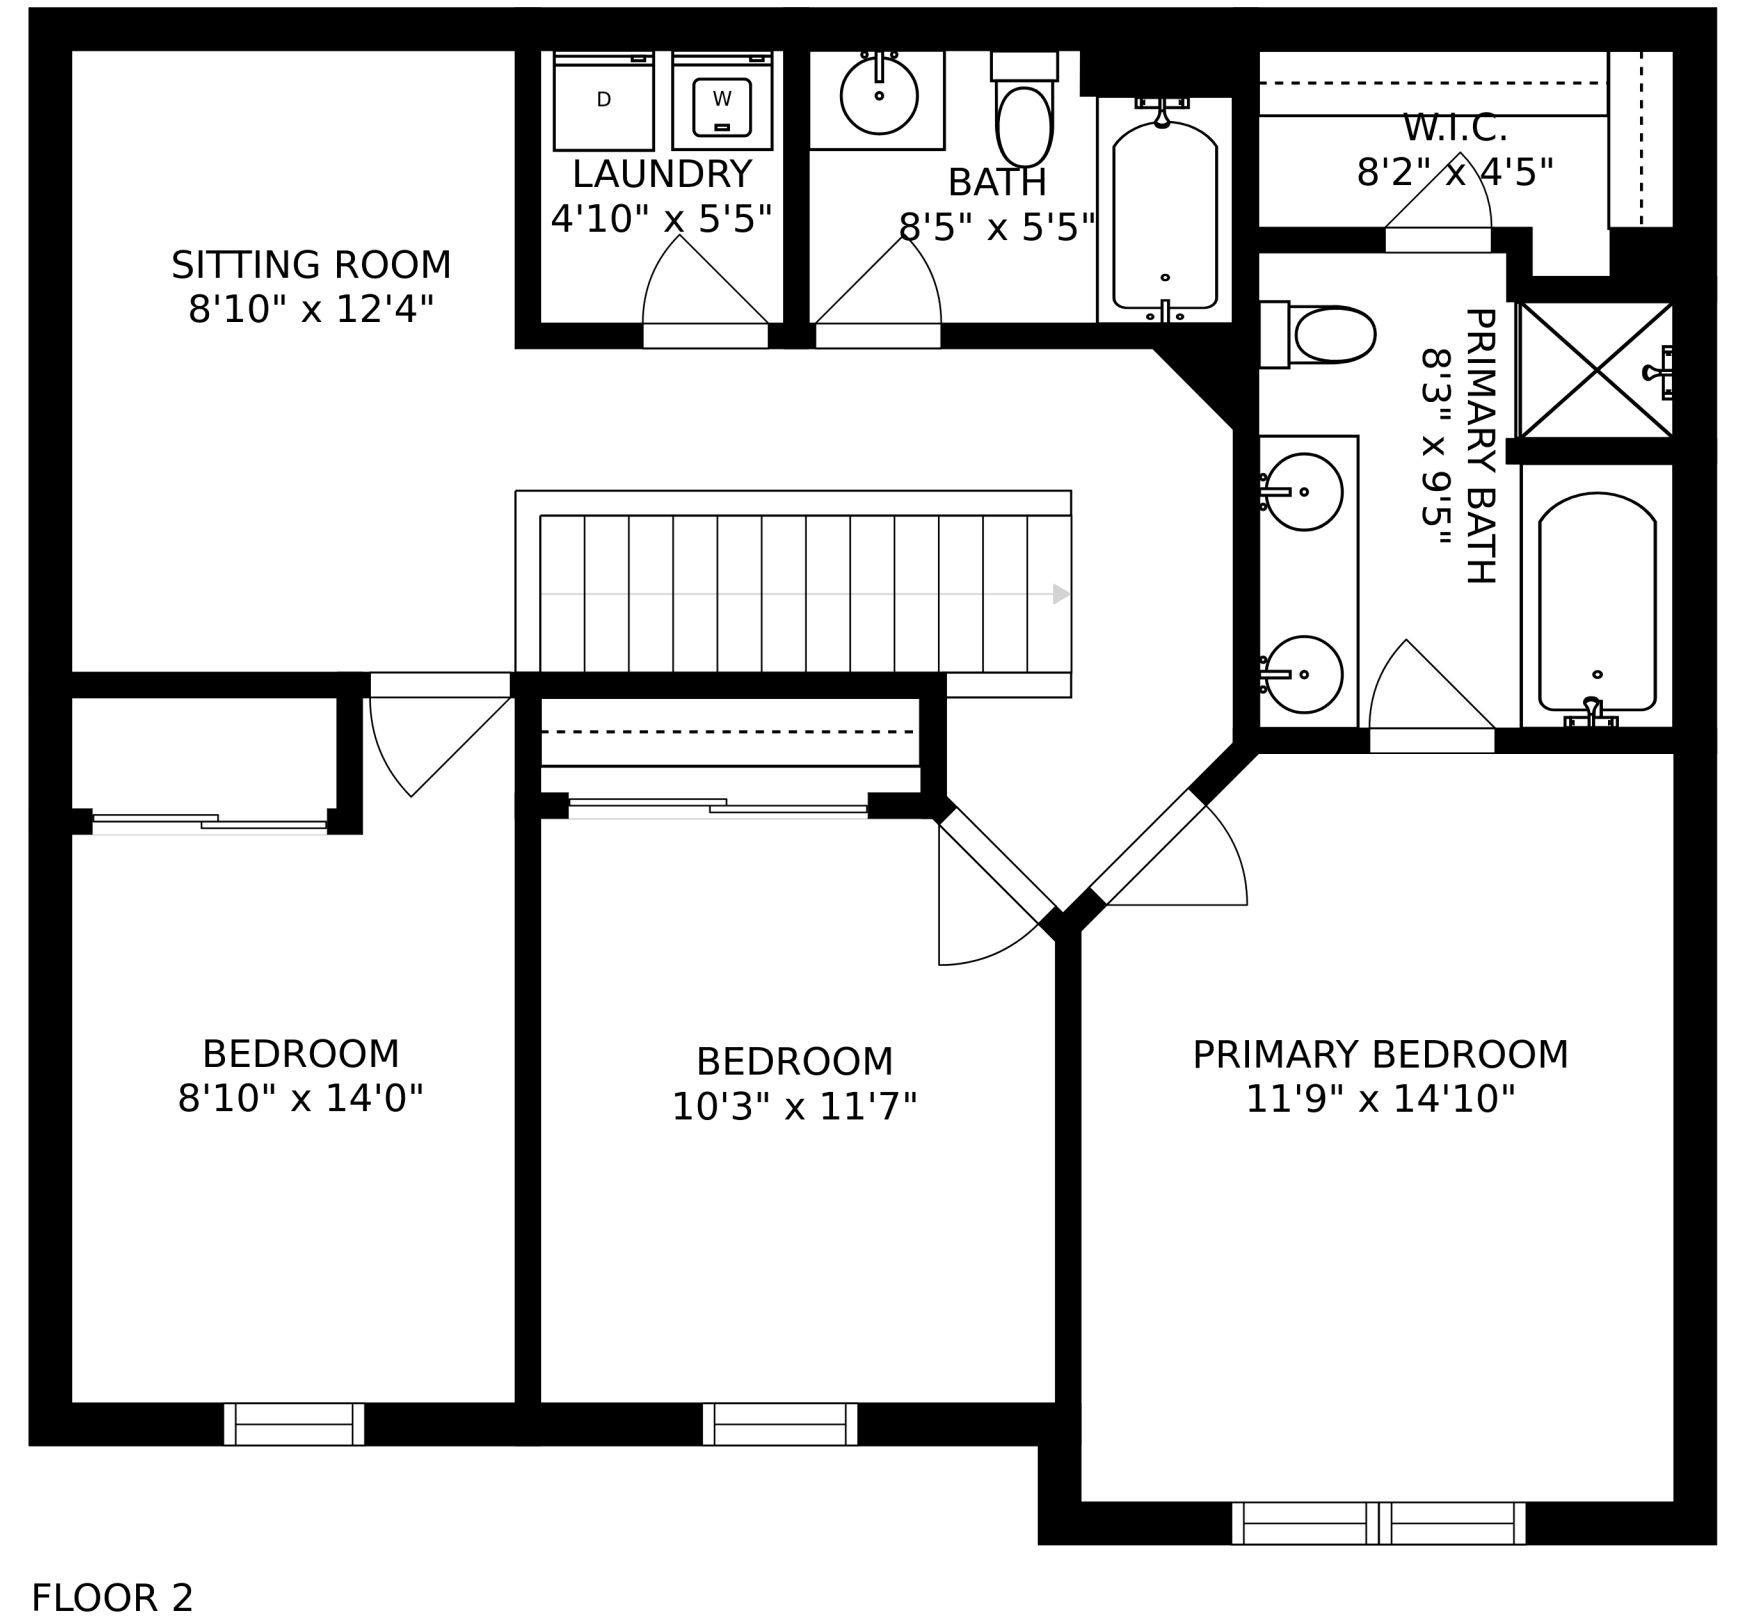 D
W
LAUNDRY
4'10" x 5'5"
BATH
8'5" x 5'5"
W.I.C.
8'2" x 4'5"
SITTING ROOM
8'10" x 12'4"
PRIMARY BATH
8'3" x 9'5"
BEDROOM
8'10" x 14'0"
BEDROOM
10'3" x 11'7"
PRIMARY BEDROOM
11'9" x 14'10"
FLOOR 2